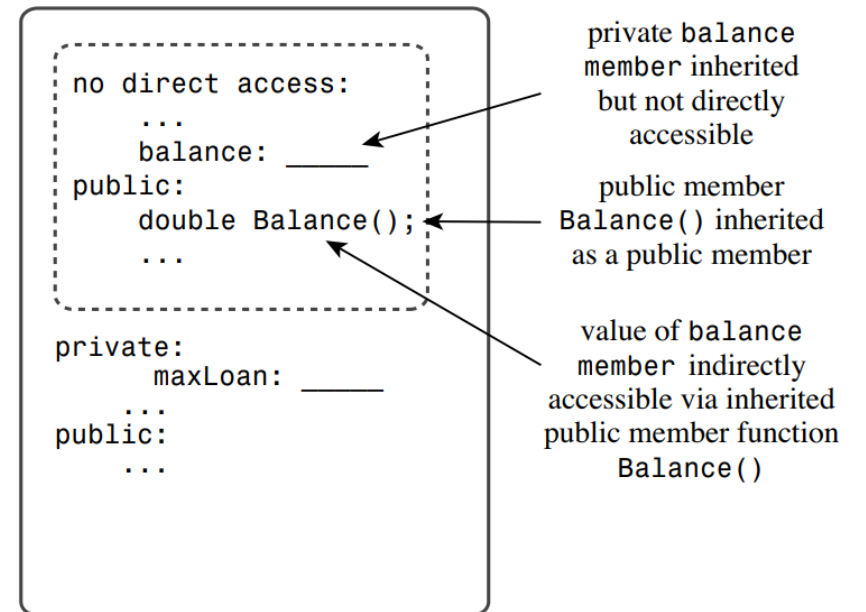 no direct access:
...
balance: _____
public:
double Balance();
...
private:
maxLoan: _____
...
public:
...
private balance
member inherited
but not directly
accessible
public member
Balance() inherited
as a public member
value of balance
member indirectly
accessible via inherited
public member function
Balance()